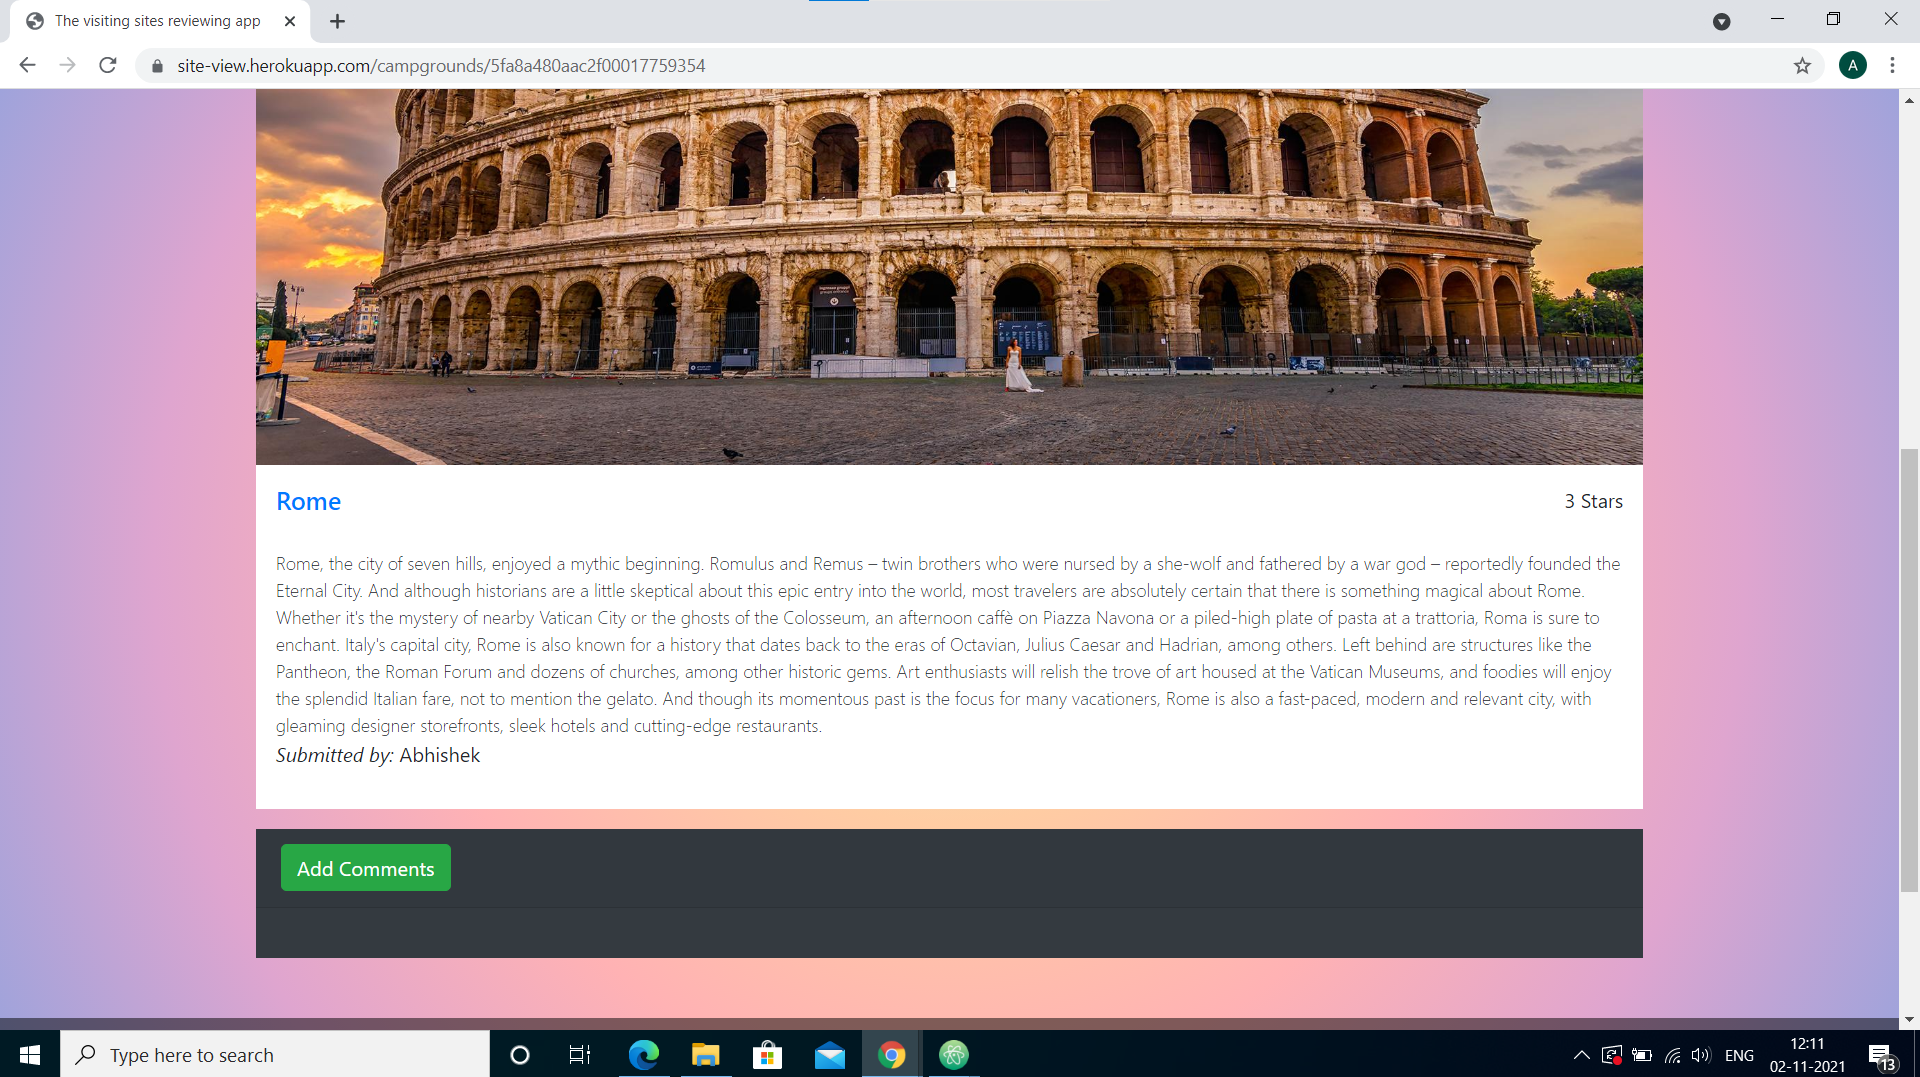 The visiting sites reviewing app
site-view.herokuapp.com/campgrounds/5fa8a480aac2f00017759354
A
Rome
3 Stars
Rome, the city of seven hills, enjoyed a mythic beginning. Romulus and Remus – twin brothers who were nursed by a she-wolf and fathered by a war god – reportedly founded the
Eternal City. And although historians are a little skeptical about this epic entry into the world, most travelers are absolutely certain that there is something magical about Rome.
Whether it's the mystery of nearby Vatican City or the ghosts of the Colosseum, an afternoon caffè on Piazza Navona or a piled-high plate of pasta at a trattoria, Roma is sure to
enchant. Italy's capital city, Rome is also known for a history that dates back to the eras of Octavian, Julius Caesar and Hadrian, among others. Left behind are structures like the
Pantheon, the Roman Forum and dozens of churches, among other historic gems. Art enthusiasts will relish the trove of art housed at the Vatican Museums, and foodies will enjoy
the splendid Italian fare, not to mention the gelato. And though its momentous past is the focus for many vacationers, Rome is also a fast-paced, modern and relevant city, with
gleaming designer storefronts, sleek hotels and cutting-edge restaurants.
Submitted by: Abhishek
Add Comments
Type here to search
ENG
12:11
02-11-2021
13